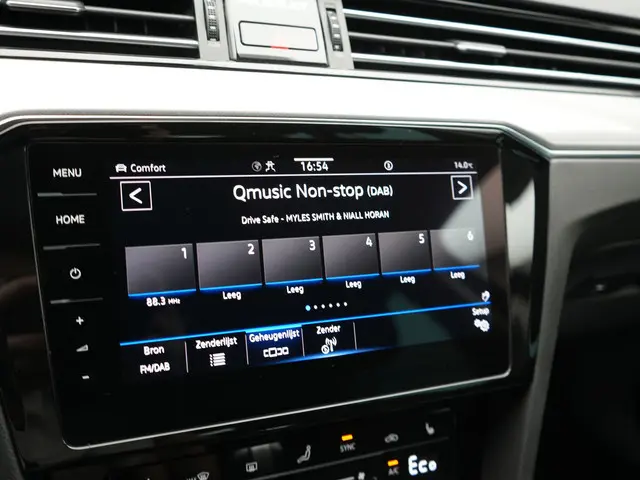 MENU
Comfort
16:54
14.0°C
Qmusic Non-stop (DAB)
Drive Safe - MYLES SMITH & NIALL HORAN
HOME
1 2 3 4 5 6
88.3 MHz Leeg Leeg Leeg Leeg Leeg
Setup
Bron
FM/DAB
Zenderlijst
Geheugenlijst
Zender
SYNC
A/C
Eco